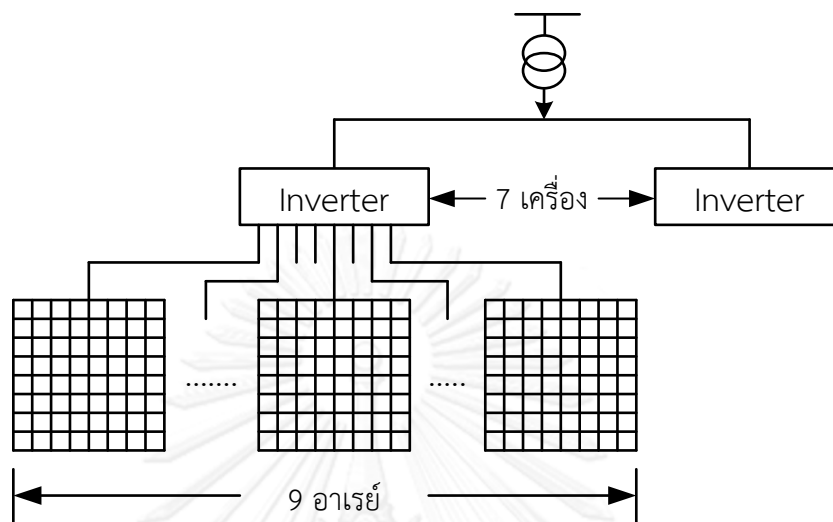 Inverter
7 เครื่อง
Inverter
.......
.....
9 อาเรย์